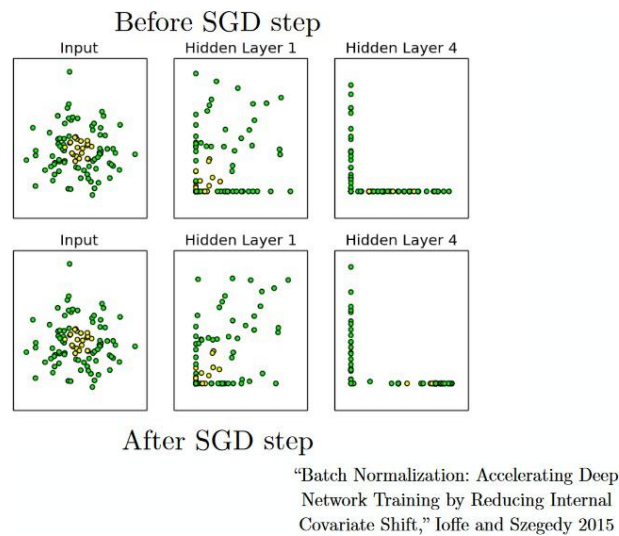 Before SGD step
Input
Hidden Layer 1
Hidden Layer 4
Input
Hidden Layer 1
Hidden Layer 4
After SGD step
“Batch Normalization: Accelerating Deep
Network Training by Reducing Internal
Covariate Shift,” Ioffe and Szegedy 2015